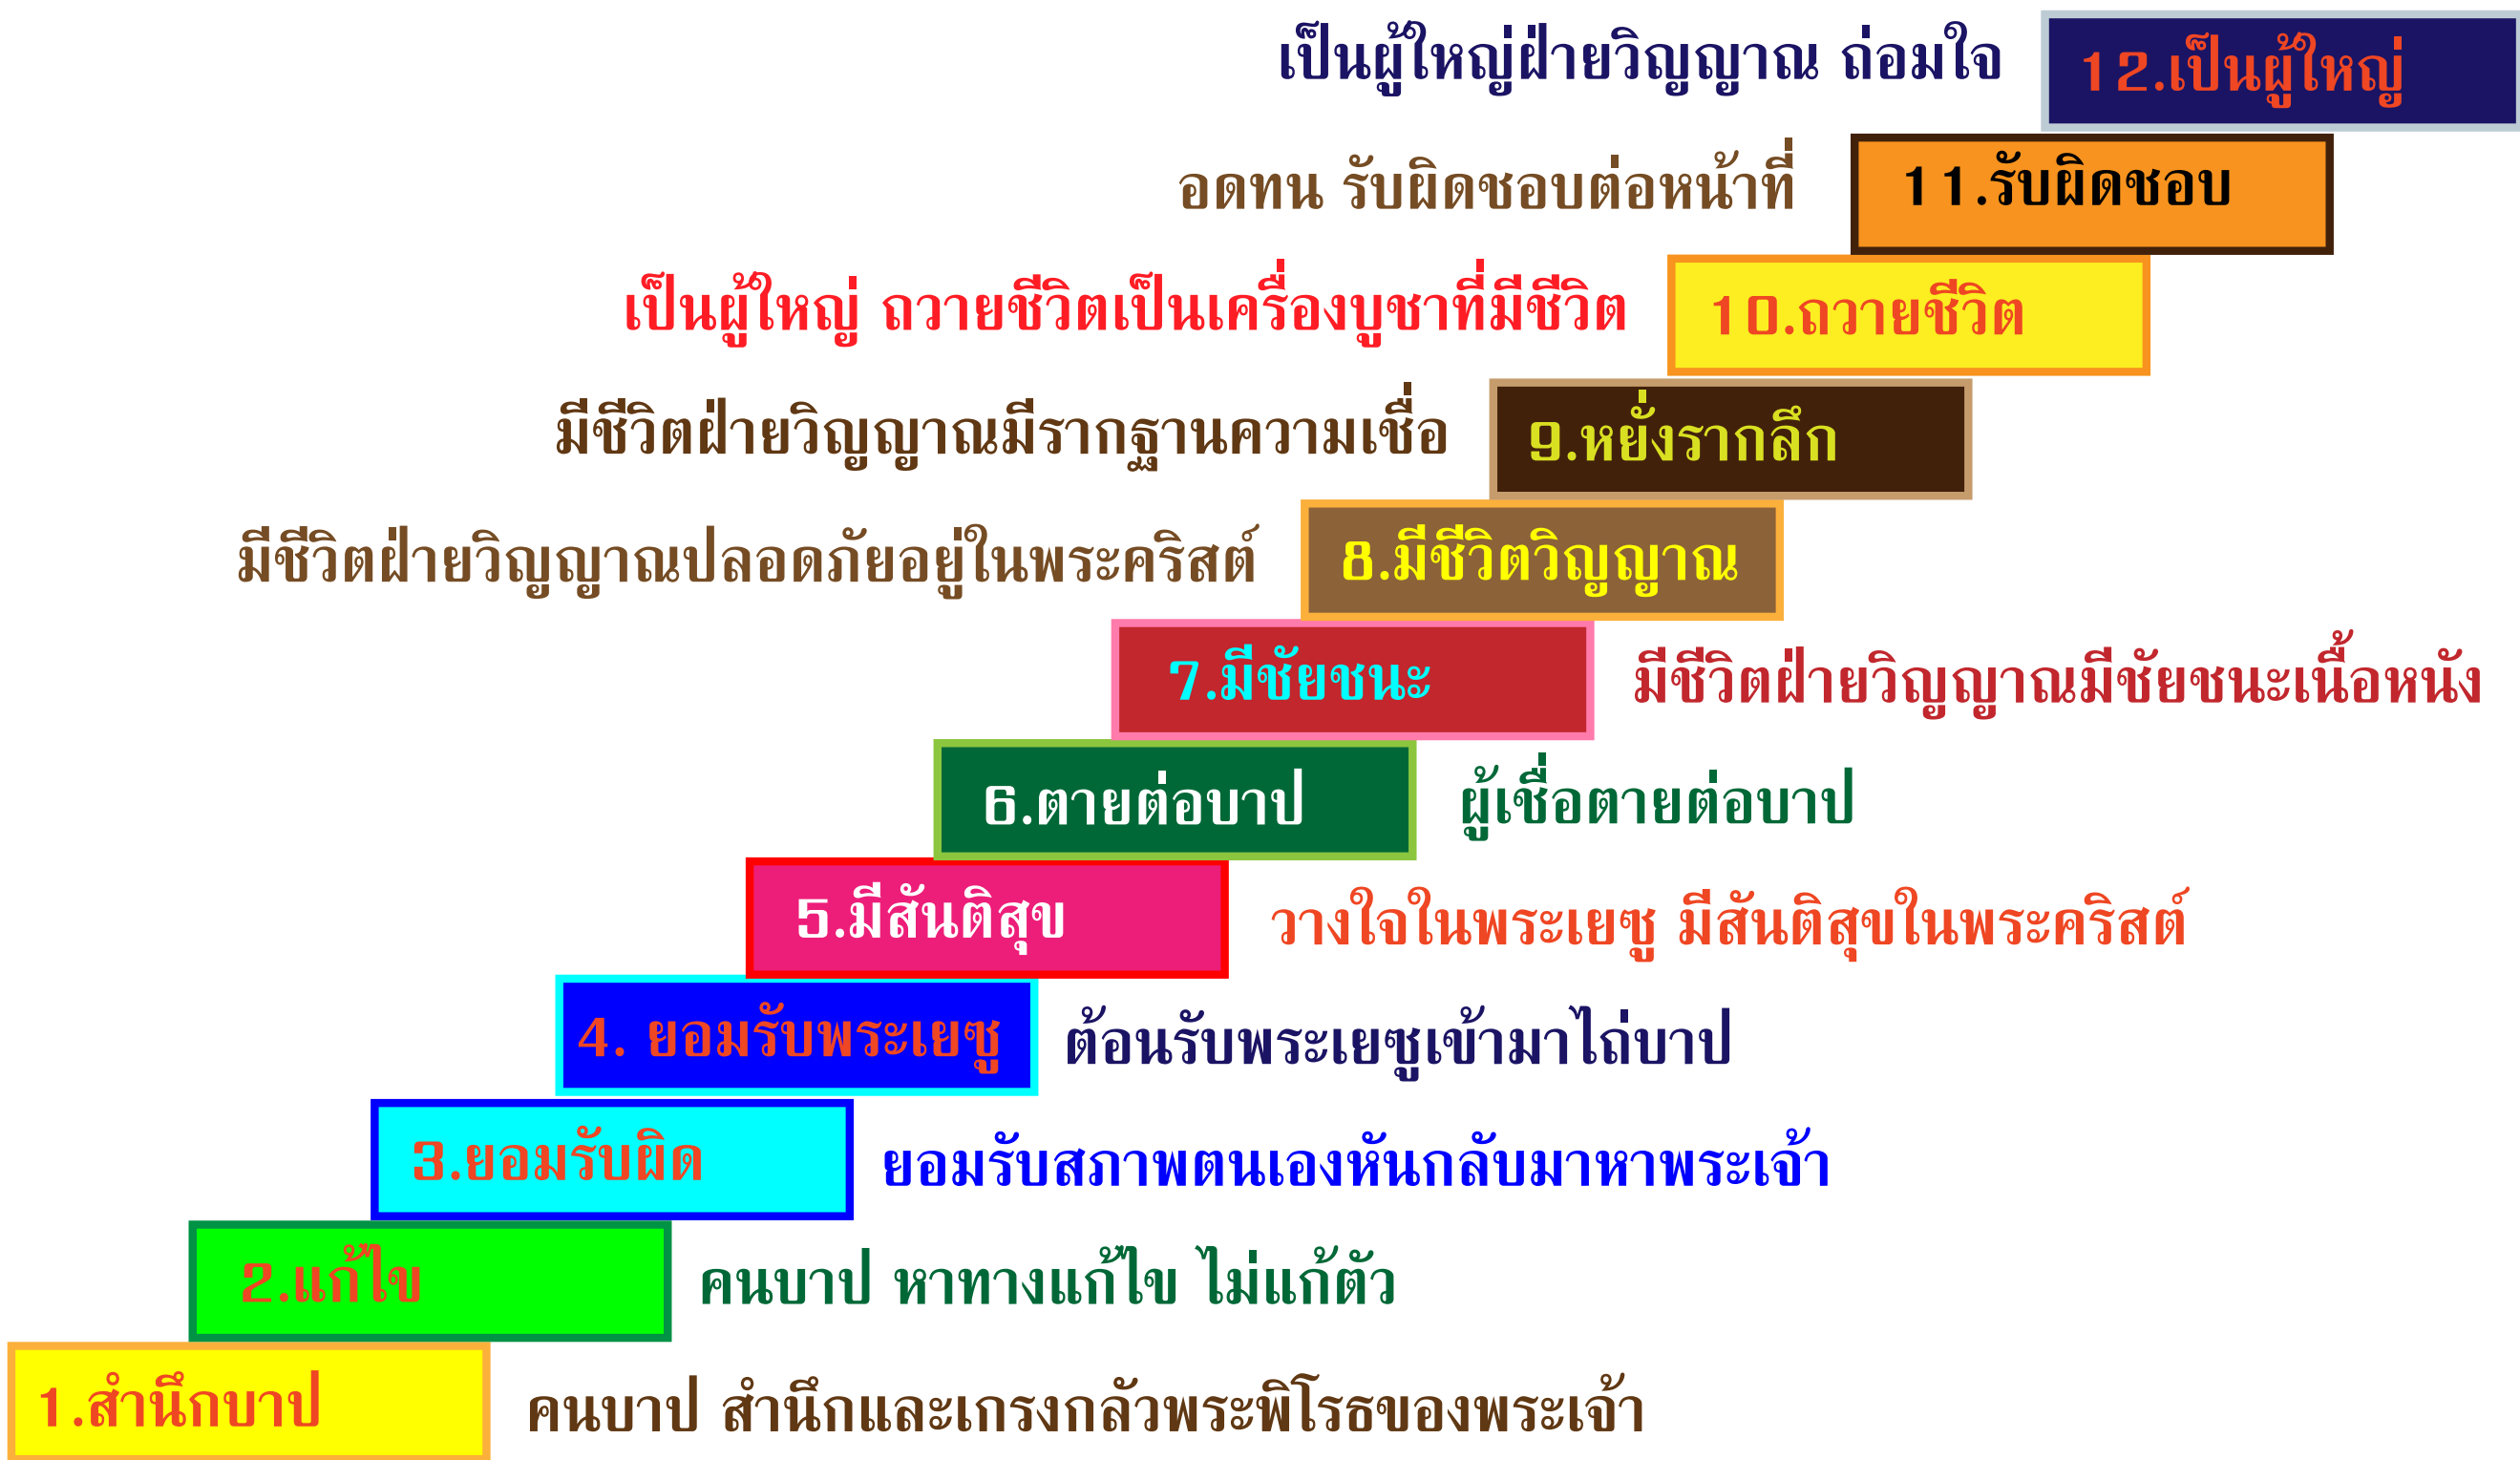 เป็นผู้ใหญ่ฝ่ายวิญญาณ ถ่อมใจ
12.เป็นผู้ใหญ่
อดทน รับผิดชอบต่อหน้าที่
11.รับผิดชอบ
เป็นผู้ใหญ่ ถวายชีวิตเป็นเครื่องบูชาที่มีชีวิต
10.ถวายชีวิต
มีชีวิตฝ่ายวิญญาณมีรากฐานความเชื่อ
9.หยั่งรากลึก
มีชีวิตฝ่ายวิญญาณปลอดภัยอยู่ในพระคริสต์
8.มีชีวิตวิญญาณ
7.มีชัยชนะ
มีชีวิตฝ่ายวิญญาณมีชัยชนะเนื้อหนัง
6.ตายต่อบาป
ผู้เชื่อตายต่อบาป
5.มีสันติสุข
วางใจในพระเยซู มีสันติสุขในพระคริสต์
4. ยอมรับพระเยซู
ต้อนรับพระเยซูเข้ามาไถ่บาป
3.ยอมรับผิด
ยอมรับสภาพตนเองหันกลับมาหาพระเจ้า
2.แก้ไข
คนบาป หาทางแก้ไข ไม่แก้ตัว
1.สำนึกบาป
คนบาป สำนึกและเกรงกลัวพระพิโรธของพระเจ้า